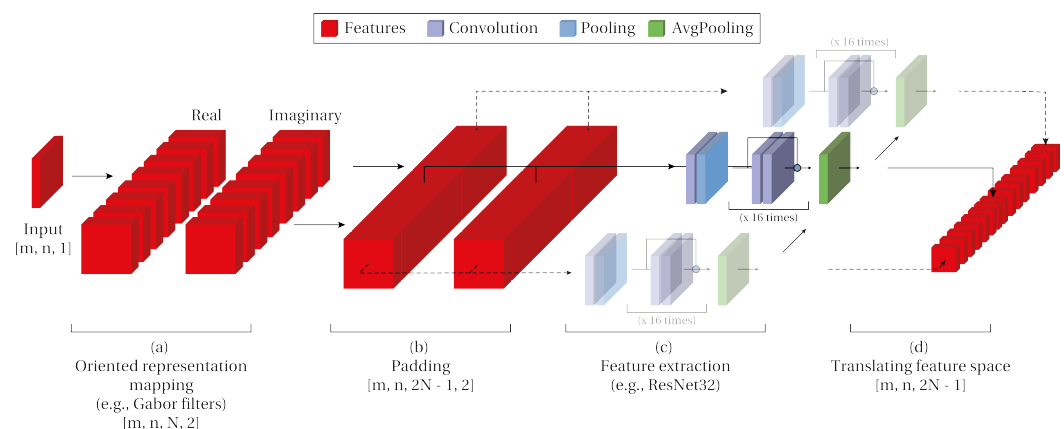 Features Convolution Pooling AvgPooling
(x 16 times)
Real Imaginary
Input
[m, n, 1]
(x 16 times)
(x 16 times)
(a)
Oriented representation
mapping
(e.g., Gabor filters)
[m, n, N, 2]
(b)
Padding
[m, n, 2N - 1, 2]
(c)
Feature extraction
(e.g., ResNet32)
(d)
Translating feature space
[m, n, 2N - 1]